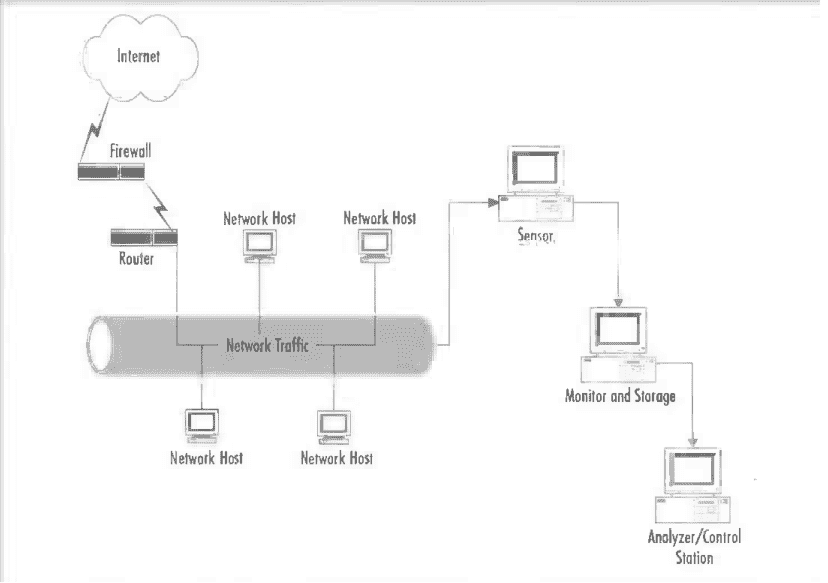 Internet
Firewall
Network Host
Network Host
Router
Sensor
Network Traffic
Monitor and Storage
Network Host
Network Host
Analyzer/Control
Station